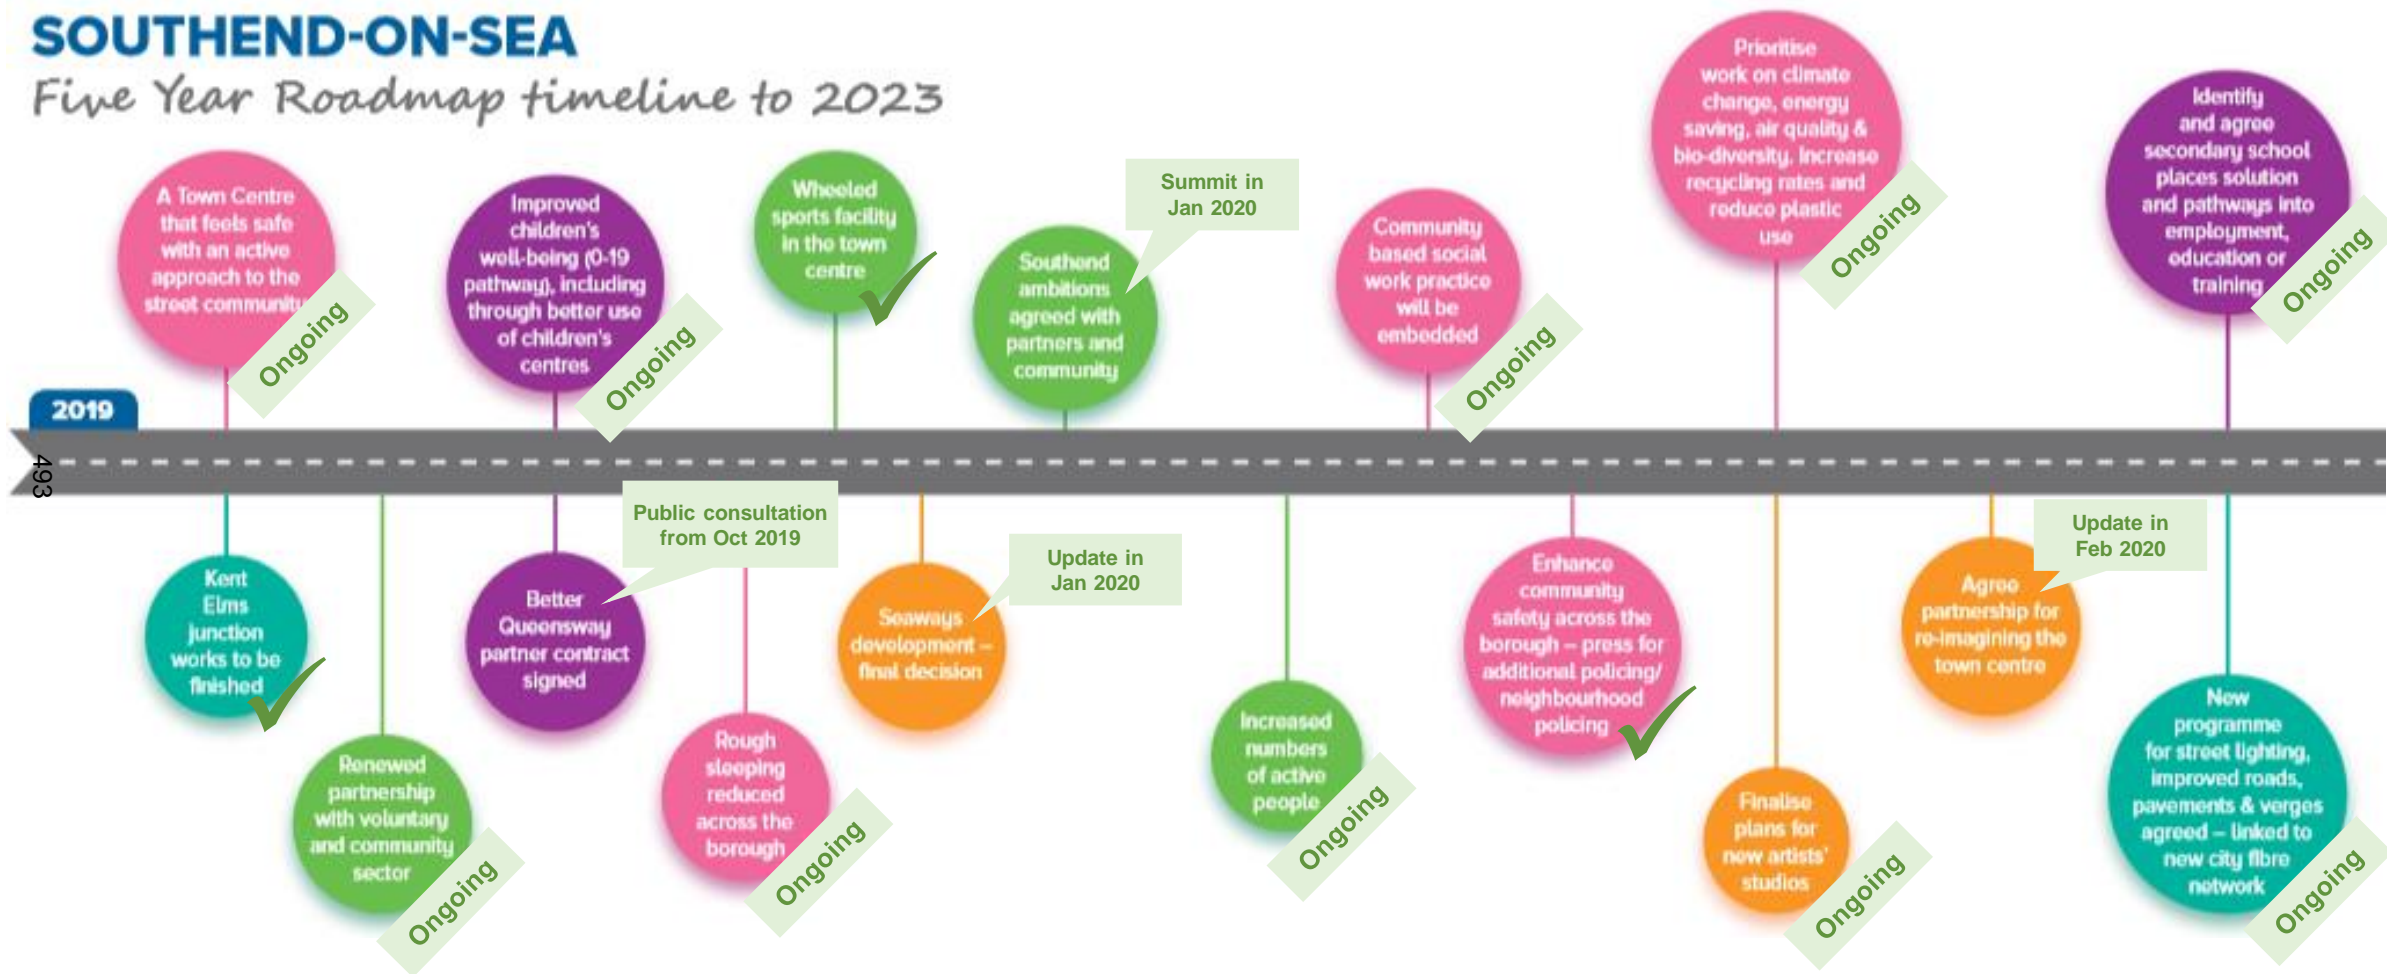 SOUTHEND-ON-SEA
Five Year Roadmap timeline to 2023
A Town Centre
that feels safe
with an active
approach to the
street community
Ongoing
Improved
children's
well-being (0-19
pathway), including
through better use
of children's
centres
Ongoing
Wheeled
sports facility
in the town
centre
Southend
ambitions
agreed with
partners and
community
Summit in
Jan 2020
Community
based social
work practice
will be
embedded
Ongoing
Prioritise
work on climate
change, energy
saving, air quality &
bio-diversity. Increase
recycling rates and
reduce plastic
use
Ongoing
Identify
and agree
secondary school
places solution
and pathways into
employment,
education or
training
Ongoing
2019
493
Kent
Elms
junction
works to be
finished
Renewed
partnership
with voluntary
and community
sector
Ongoing
Better
Queensway
partner contract
signed
Public consultation
from Oct 2019
Rough
sleeping
reduced
across the
borough
Ongoing
Seaways
development –
final decision
Update in
Jan 2020
Increased
numbers
of active
people
Ongoing
Enhance
community
safety across the
borough – press for
additional policing/
neighbourhood
policing
Finalise
plans for
new artists'
studios
Ongoing
Agree
partnership for
re-imagining the
town centre
Update in
Feb 2020
New
programme
for street lighting,
improved roads,
pavements & verges
agreed – linked to
new city fibre
network
Ongoing